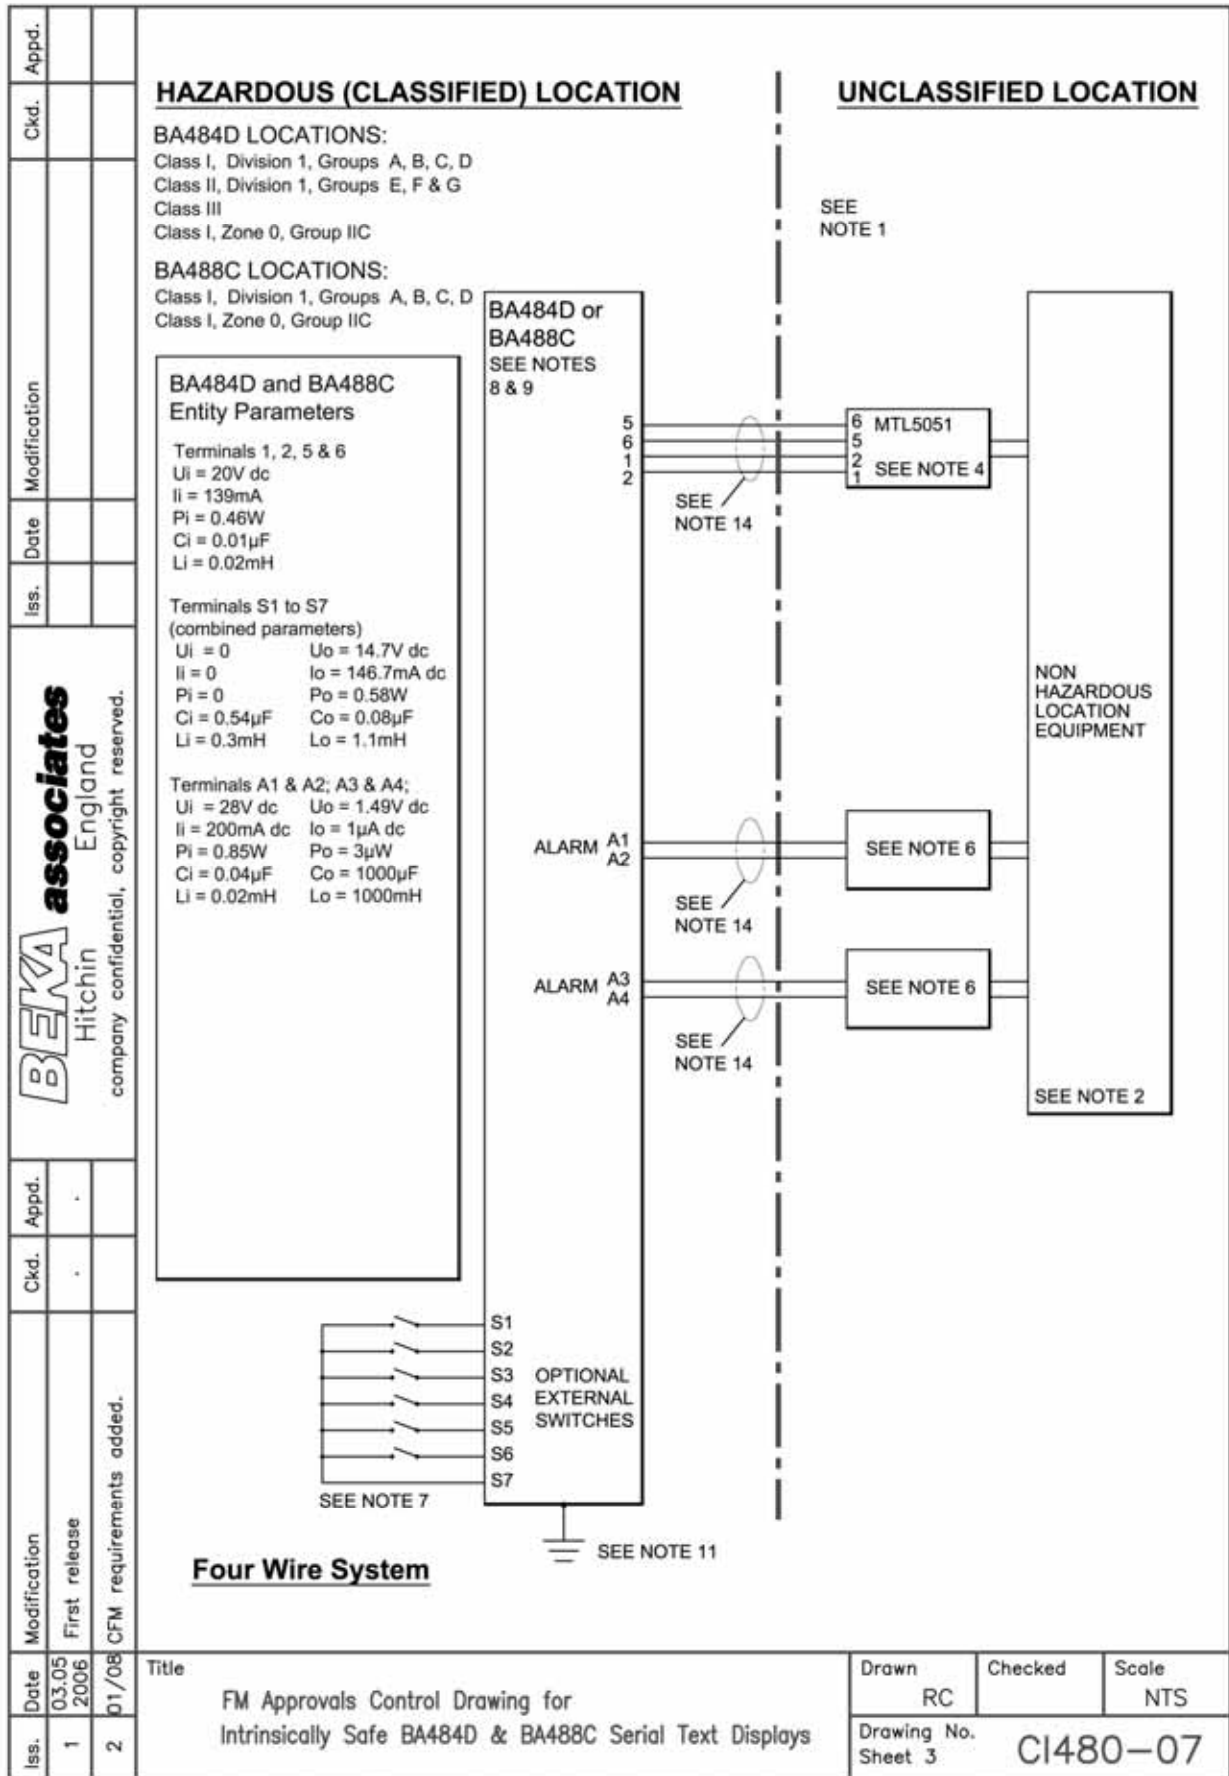 HAZARDOUS (CLASSIFIED) LOCATION
UNCLASSIFIED LOCATION
BA484D LOCATIONS:
Class I, Division 1, Groups A, B, C, D
Class II, Division 1, Groups E, F & G
Class III
Class I, Zone 0, Group IIC
BA488C LOCATIONS:
Class I, Division 1, Groups A, B, C, D
Class I, Zone 0, Group IIC
SEE
NOTE 1
BA484D and BA488C
Entity Parameters
Terminals 1, 2, 5 & 6
Ui = 20V dc
Ii = 139mA
Pi = 0.46W
Ci = 0.01µF
Li = 0.02mH
Terminals S1 to S7
(combined parameters)
Ui = 0 Uo = 14.7V dc
Ii = 0 Io = 146.7mA dc
Pi = 0 Po = 0.58W
Ci = 0.54µF Co = 0.08µF
Li = 0.3mH Lo = 1.1mH
Terminals A1 & A2; A3 & A4;
Ui = 28V dc Uo = 1.49V dc
Ii = 200mA dc Io = 1µA dc
Pi = 0.85W Po = 3µW
Ci = 0.04µF Co = 1000µF
Li = 0.02mH Lo = 1000mH
BA484D or
BA488C
SEE NOTES
8 & 9
5
6
1
2
SEE
NOTE 14
6 MTL5051
5
2 SEE NOTE 4
1
NON
HAZARDOUS
LOCATION
EQUIPMENT
SEE NOTE 2
ALARM A1
A2
SEE
NOTE 14
SEE NOTE 6
ALARM A3
A4
SEE
NOTE 14
SEE NOTE 6
S1
S2
S3
S4
S5
S6
S7
OPTIONAL
EXTERNAL
SWITCHES
SEE NOTE 7
SEE NOTE 11
Four Wire System
Title
FM Approvals Control Drawing for
Intrinsically Safe BA484D & BA488C Serial Text Displays
Drawn
RC
Checked
Scale
NTS
Drawing No.
Sheet 3
CI480-07
Iss. Date Modification Ckd. Appd.
1 03.05 2006 First release . .
2 01/08 CFM requirements added.
BEKA associates
Hitchin England
company confidential, copyright reserved.
Iss. Date Modification Ckd. Appd.